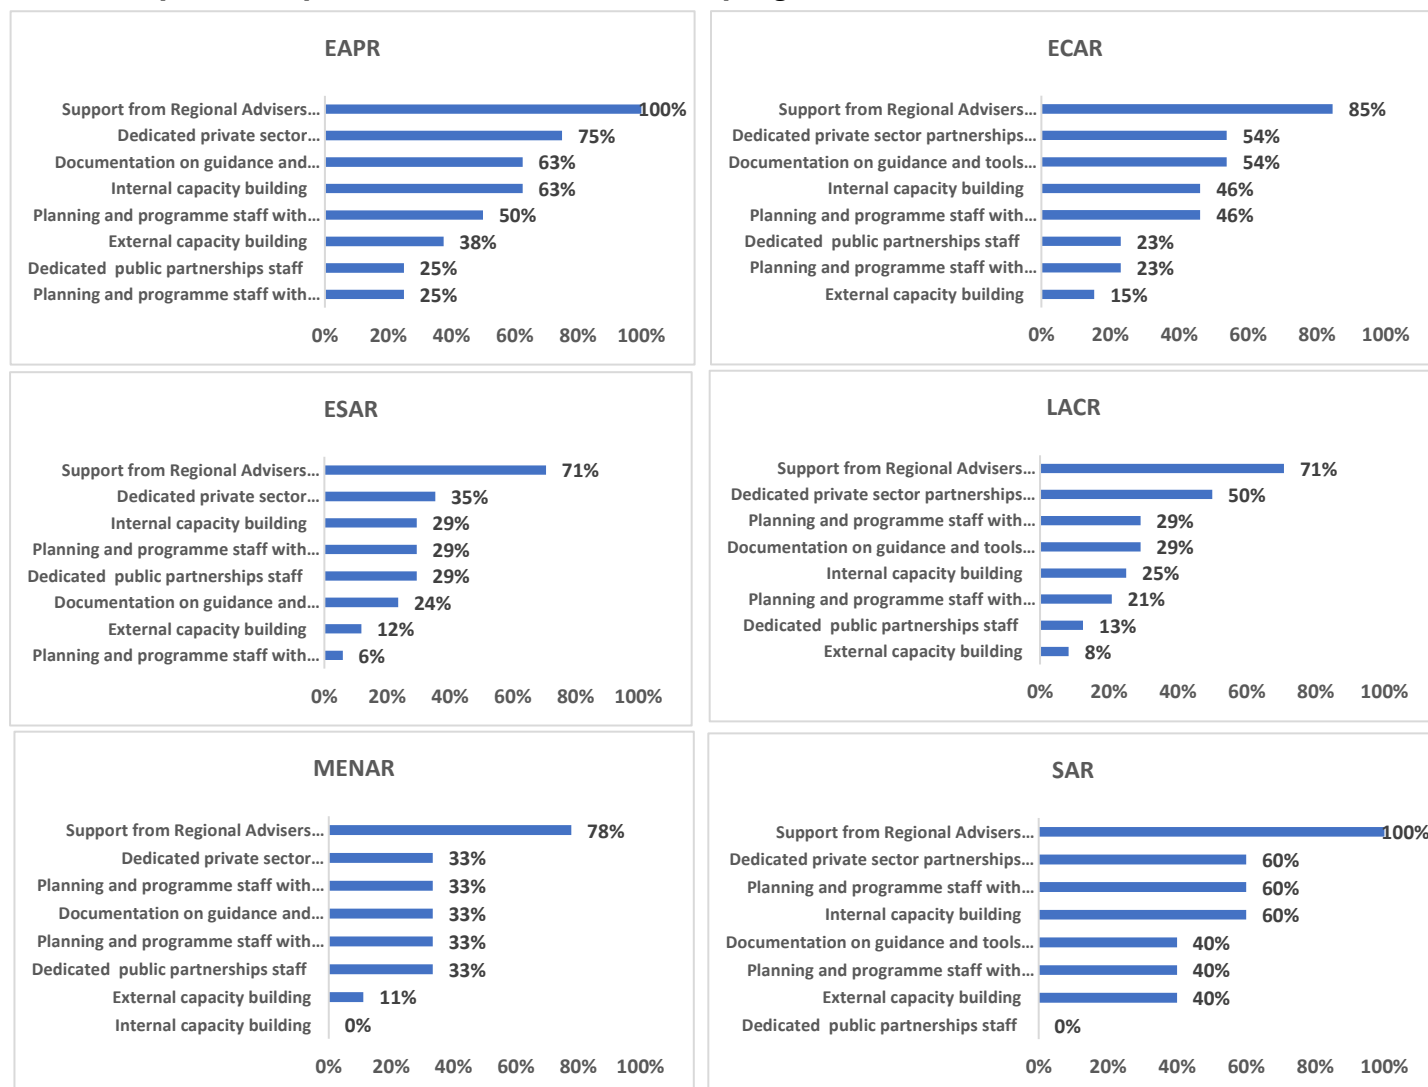 EAPR
Support from Regional Advisers… 100%
Dedicated private sector… 75%
Documentation on guidance and… 63%
Internal capacity building 63%
Planning and programme staff with… 50%
External capacity building 38%
Dedicated public partnerships staff 25%
Planning and programme staff with… 25%
0% 20% 40% 60% 80% 100%
ECAR
Support from Regional Advisers… 85%
Dedicated private sector partnerships… 54%
Documentation on guidance and tools… 54%
Internal capacity building 46%
Planning and programme staff with… 46%
Dedicated public partnerships staff 23%
Planning and programme staff with… 23%
External capacity building 15%
0% 20% 40% 60% 80% 100%
ESAR
Support from Regional Advisers… 71%
Dedicated private sector… 35%
Internal capacity building 29%
Planning and programme staff with… 29%
Dedicated public partnerships staff 29%
Documentation on guidance and… 24%
External capacity building 12%
Planning and programme staff with… 6%
0% 20% 40% 60% 80% 100%
LACR
Support from Regional Advisers… 71%
Dedicated private sector partnerships… 50%
Planning and programme staff with… 29%
Documentation on guidance and tools… 29%
Internal capacity building 25%
Planning and programme staff with… 21%
Dedicated public partnerships staff 13%
External capacity building 8%
0% 20% 40% 60% 80% 100%
MENAR
Support from Regional Advisers… 78%
Dedicated private sector… 33%
Planning and programme staff with… 33%
Documentation on guidance and… 33%
Planning and programme staff with… 33%
Dedicated public partnerships staff 33%
External capacity building 11%
Internal capacity building 0%
0% 20% 40% 60% 80% 100%
SAR
Support from Regional Advisers… 100%
Dedicated private sector partnerships… 60%
Planning and programme staff with… 60%
Internal capacity building 60%
Documentation on guidance and tools… 40%
Planning and programme staff with… 40%
External capacity building 40%
Dedicated public partnerships staff 0%
0% 20% 40% 60% 80% 100%